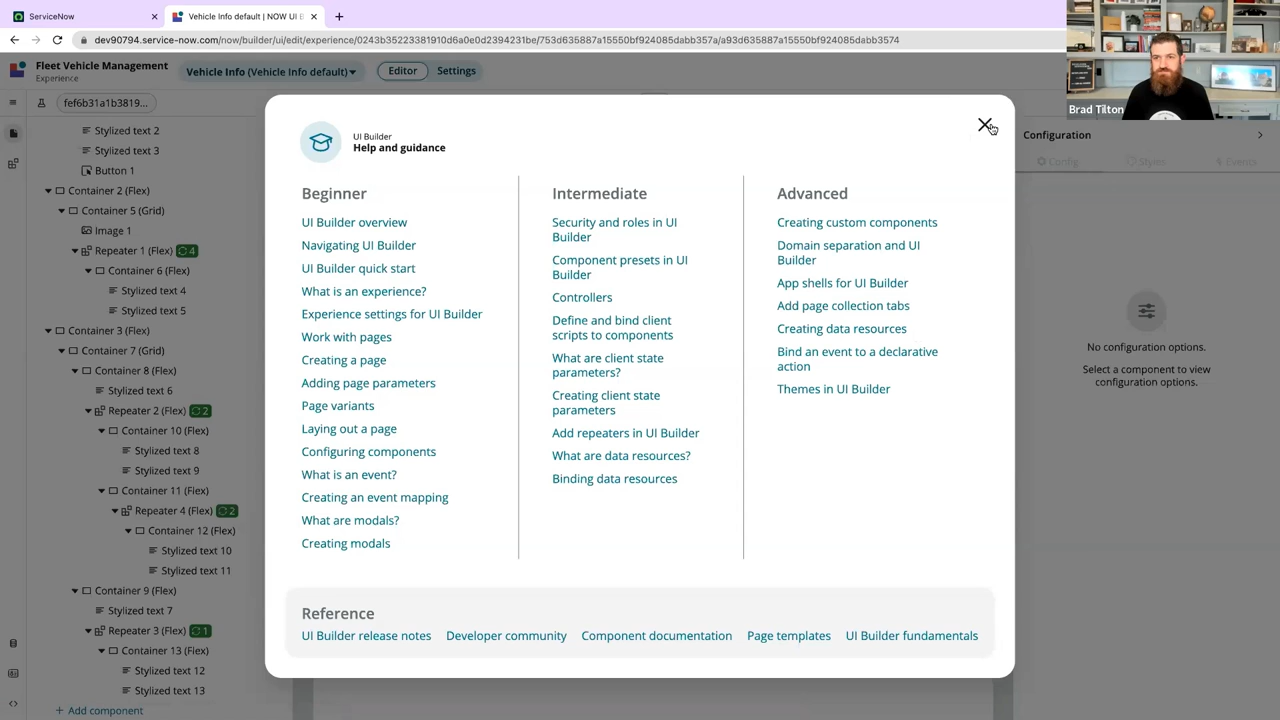 ServiceNow
Vehicle Info default | NOW UI B
dev90794.service-now.com/now/builder/ui/edit/experience/0243b35223381910d6a0e0d2394231be/753d635887a15550bf924085dabb357a/a93d635887a15550bf924085dabb3574
Fleet Vehicle Management
Experience
Vehicle Info (Vehicle Info default)
Editor
Settings
Brad Tilton
fef6b31a1b3819...
Stylized text 2
Stylized text 3
Button 1
Container 2 (Flex)
Container 5 (Grid)
Image 1
Repeater 1 (Flex) 4
Container 6 (Flex)
Stylized text 4
Stylized text 5
Container 3 (Flex)
Container 7 (Grid)
Container 8 (Flex)
Stylized text 6
Repeater 2 (Flex) 2
Container 10 (Flex)
Stylized text 8
Stylized text 9
Container 11 (Flex)
Repeater 4 (Flex) 2
Container 12 (Flex)
Stylized text 10
Stylized text 11
Container 9 (Flex)
Stylized text 7
Repeater 3 (Flex) 1
Container 13 (Flex)
Stylized text 12
Stylized text 13
+ Add component
UI Builder
Help and guidance
Beginner
UI Builder overview
Navigating UI Builder
UI Builder quick start
What is an experience?
Experience settings for UI Builder
Work with pages
Creating a page
Adding page parameters
Page variants
Laying out a page
Configuring components
What is an event?
Creating an event mapping
What are modals?
Creating modals
Intermediate
Security and roles in UI
Builder
Component presets in UI
Builder
Controllers
Define and bind client
scripts to components
What are client state
parameters?
Creating client state
parameters
Add repeaters in UI Builder
What are data resources?
Binding data resources
Advanced
Creating custom components
Domain separation and UI
Builder
App shells for UI Builder
Add page collection tabs
Creating data resources
Bind an event to a declarative
action
Themes in UI Builder
Reference
UI Builder release notes
Developer community
Component documentation
Page templates
UI Builder fundamentals
Configuration
Config
Styles
Events
No configuration options.
Select a component to view
configuration options.